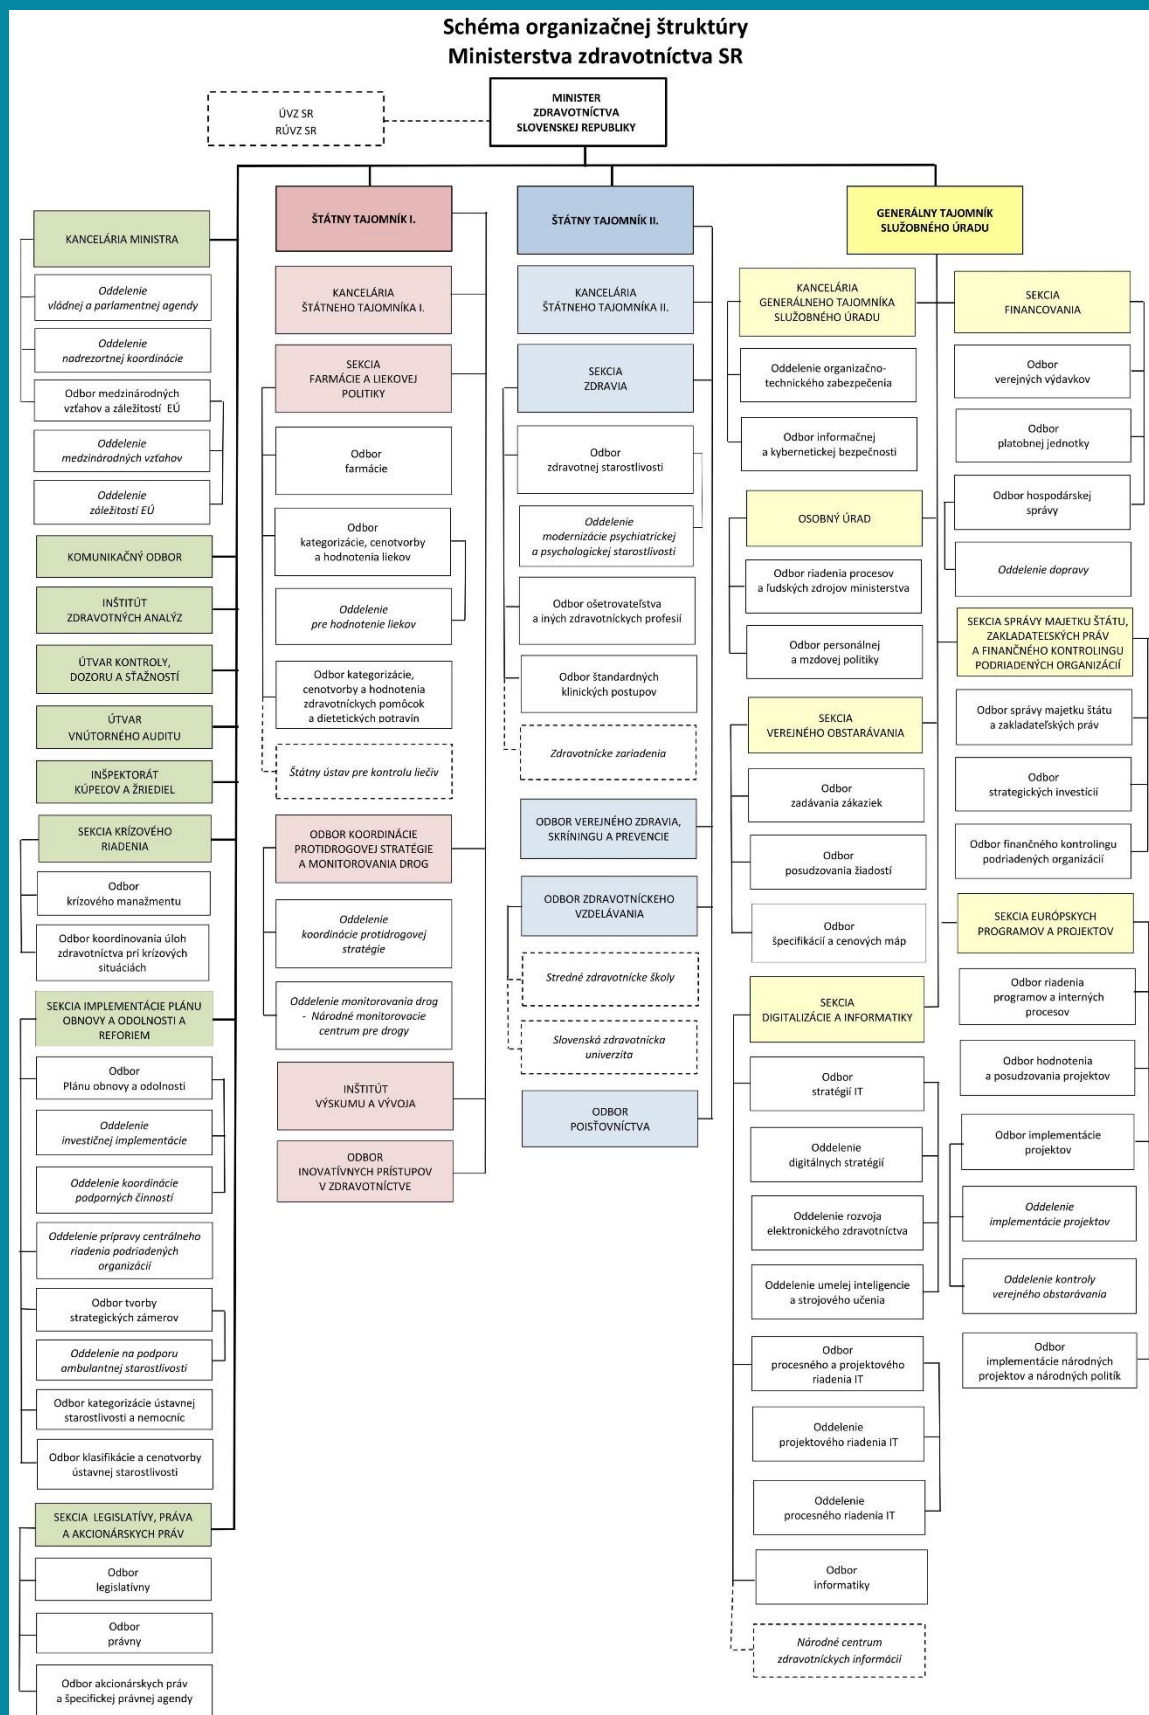 Schéma organizačnej štruktúry
Ministerstva zdravotníctva SR
MINISTER
ZDRAVOTNÍCTVA
SLOVENSKEJ REPUBLIKY
ÚVZ SR
RÚVZ SR
KANCELÁRIA MINISTRA
Oddelenie
vládnej a parlamentnej agendy
Oddelenie
nadrezortnej koordinácie
Odbor medzinárodných
vzťahov a záležitostí EÚ
Oddelenie
medzinárodných vzťahov
Oddelenie
záležitostí EÚ
KOMUNIKAČNÝ ODBOR
INŠTITÚT
ZDRAVOTNÝCH ANALÝZ
ÚTVAR KONTROLY,
DOZORU A SŤAŽNOSTÍ
ÚTVAR
VNÚTORNÉHO AUDITU
INŠPEKTORÁT
KÚPEĽOV A ŽRIEDIEL
SEKCIA KRÍZOVÉHO
RIADENIA
Odbor
krízového manažmentu
Odbor koordinovania úloh
zdravotníctva pri krízových
situáciách
SEKCIA IMPLEMENTÁCIE PLÁNU
OBNOVY A ODOLNOSTI A
REFORIEM
Odbor
Plánu obnovy a odolnosti
Oddelenie
investičnej implementácie
Oddelenie koordinácie
podporných činností
Oddelenie prípravy centrálneho
riadenia podriadených
organizácií
Odbor tvorby
strategických zámerov
Oddelenie na podporu
ambulantnej starostlivosti
Odbor kategorizácie ústavnej
starostlivosti a nemocníc
Odbor klasifikácie a cenotvorby
ústavnej starostlivosti
SEKCIA LEGISLATÍVY, PRÁVA
A AKCIONÁRSKYCH PRÁV
Odbor
legislatívny
Odbor
právny
Odbor akcionárskych práv
a špecifickej právnej agendy
ŠTÁTNY TAJOMNÍK I.
KANCELÁRIA
ŠTÁTNEHO TAJOMNÍKA I.
SEKCIA
FARMÁCIE A LIEKOVEJ
POLITIKY
Odbor
farmácie
Odbor
kategorizácie, cenotvorby
a hodnotenia liekov
Oddelenie
pre hodnotenie liekov
Odbor kategorizácie,
cenotvorby a hodnotenia
zdravotníckych pomôcok
a dietetických potravín
Štátny ústav pre kontrolu liečiv
ODBOR KOORDINÁCIE
PROTIDROGOVEJ STRATÉGIE
A MONITOROVANIA DROG
Oddelenie
koordinácie protidrogovej
stratégie
Oddelenie monitorovania drog
- Národné monitorovacie
centrum pre drogy
INŠTITÚT
VÝSKUMU A VÝVOJA
ODBOR
INOVATÍVNYCH PRÍSTUPOV
V ZDRAVOTNÍCTVE
ŠTÁTNY TAJOMNÍK II.
KANCELÁRIA
ŠTÁTNEHO TAJOMNÍKA II.
SEKCIA
ZDRAVIA
Odbor
zdravotnej starostlivosti
Oddelenie
modernizácie psychiatrickej
a psychologickej starostlivosti
Odbor ošetrovateľstva
a iných zdravotníckych profesií
Odbor štandardných
klinických postupov
Zdravotnícke zariadenia
ODBOR VEREJNÉHO ZDRAVIA,
SKRÍNINGU A PREVENCIE
ODBOR ZDRAVOTNÍCKEHO
VZDELÁVANIA
Stredné zdravotnícke školy
Slovenská zdravotnícka
univerzita
ODBOR
POISŤOVNÍCTVA
GENERÁLNY TAJOMNÍK
SLUŽOBNÉHO ÚRADU
KANCELÁRIA
GENERÁLNEHO TAJOMNÍKA
SLUŽOBNÉHO ÚRADU
Oddelenie organizačno-
technického zabezpečenia
Odbor informačnej
a kybernetickej bezpečnosti
OSOBNÝ ÚRAD
Odbor riadenia procesov
a ľudských zdrojov ministerstva
Odbor personálnej
a mzdovej politiky
SEKCIA
VEREJNÉHO OBSTARÁVANIA
Odbor
zadávania zákaziek
Odbor
posudzovania žiadostí
Odbor
špecifikácií a cenových máp
SEKCIA
DIGITALIZÁCIE A INFORMATIKY
Odbor
stratégií IT
Oddelenie
digitálnych stratégií
Oddelenie rozvoja
elektronického zdravotníctva
Oddelenie umelej inteligencie
a strojového učenia
Odbor
procesného a projektového
riadenia IT
Oddelenie
projektového riadenia IT
Oddelenie
procesného riadenia IT
Odbor
informatiky
Národné centrum
zdravotníckych informácií
SEKCIA
FINANCOVANIA
Odbor
verejných výdavkov
Odbor
platobnej jednotky
Odbor hospodárskej
správy
Oddelenie dopravy
SEKCIA SPRÁVY MAJETKU ŠTÁTU,
ZAKLADATEĽSKÝCH PRÁV
A FINANČNÉHO KONTROLINGU
PODRIADENÝCH ORGANIZÁCIÍ
Odbor správy majetku štátu
a zakladateľských práv
Odbor
strategických investícií
Odbor finančného kontrolingu
podriadených organizácií
SEKCIA EURÓPSKYCH
PROGRAMOV A PROJEKTOV
Odbor riadenia
programov a interných
procesov
Odbor hodnotenia
a posudzovania projektov
Odbor implementácie
projektov
Oddelenie
implementácie projektov
Oddelenie kontroly
verejného obstarávania
Odbor
implementácie národných
projektov a národných politík